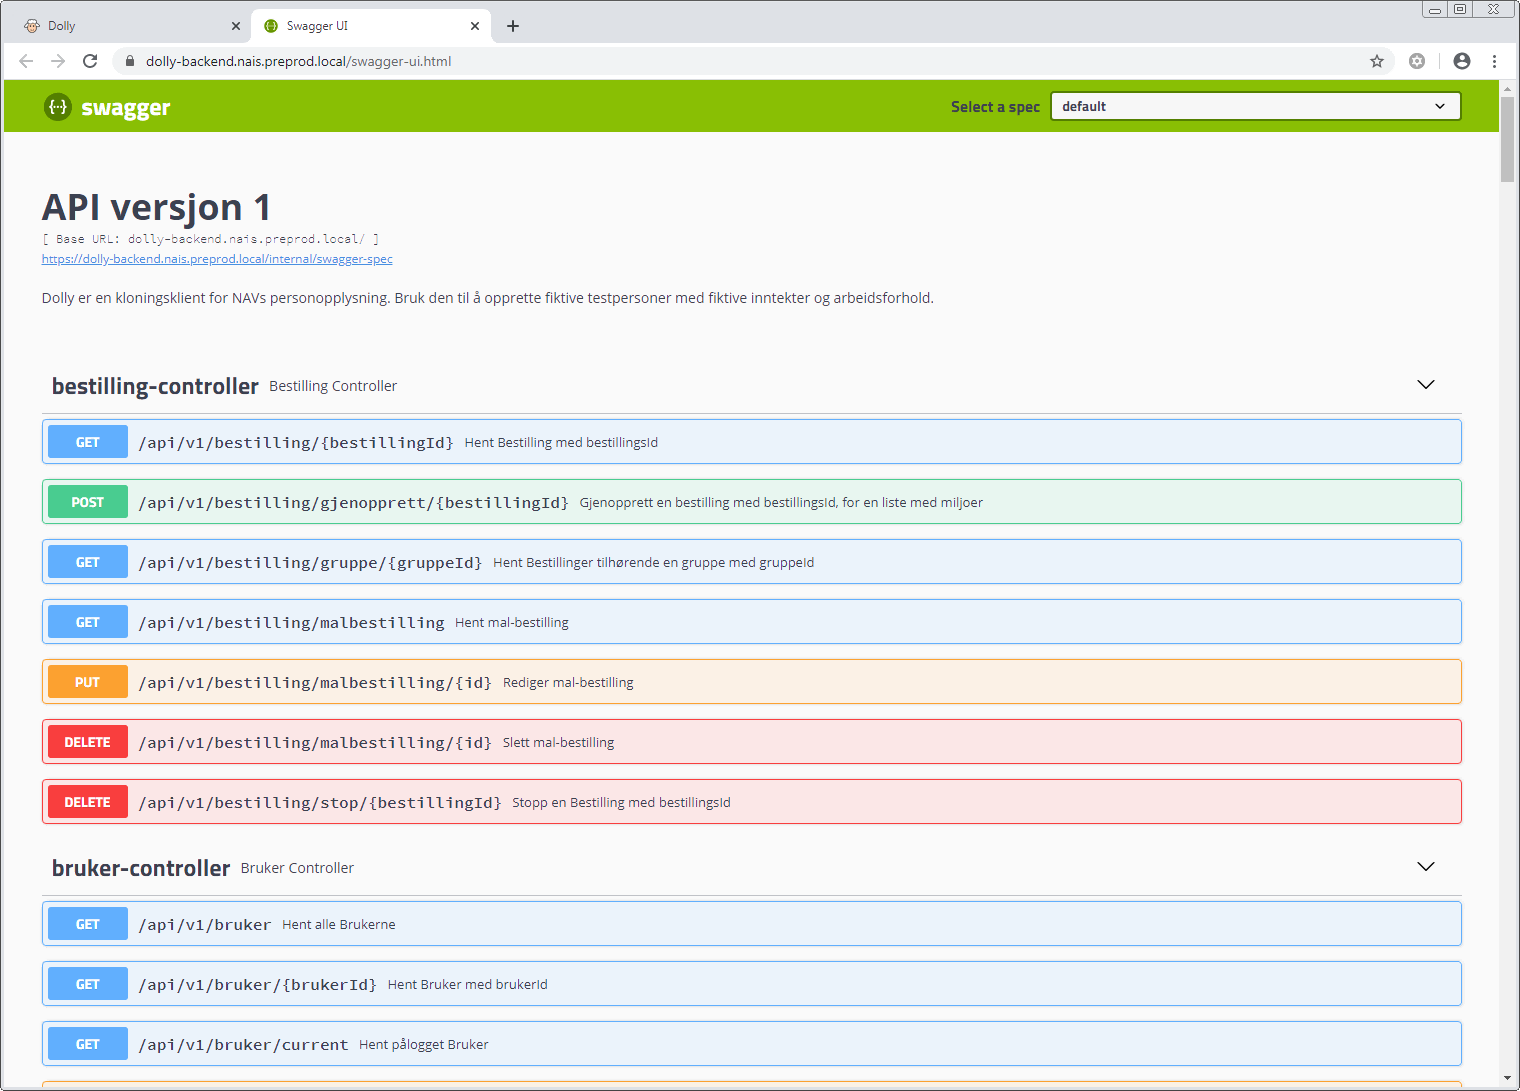 Dolly
Swagger UI
dolly-backend.nais.preprod.local/swagger-ui.html
{···} swagger
Select a spec default
API versjon 1
[ Base URL: dolly-backend.nais.preprod.local/ ]
https://dolly-backend.nais.preprod.local/internal/swagger-spec
Dolly er en kloningsklient for NAVs personopplysning. Bruk den til å opprette fiktive testpersoner med fiktive inntekter og arbeidsforhold.
bestilling-controller Bestilling Controller
GET /api/v1/bestilling/{bestillingId} Hent Bestilling med bestillingsId
POST /api/v1/bestilling/gjenopprett/{bestillingId} Gjenopprett en bestilling med bestillingsId, for en liste med miljoer
GET /api/v1/bestilling/gruppe/{gruppeId} Hent Bestillinger tilhørende en gruppe med gruppeId
GET /api/v1/bestilling/malbestilling Hent mal-bestilling
PUT /api/v1/bestilling/malbestilling/{id} Rediger mal-bestilling
DELETE /api/v1/bestilling/malbestilling/{id} Slett mal-bestilling
DELETE /api/v1/bestilling/stop/{bestillingId} Stopp en Bestilling med bestillingsId
bruker-controller Bruker Controller
GET /api/v1/bruker Hent alle Brukerne
GET /api/v1/bruker/{brukerId} Hent Bruker med brukerId
GET /api/v1/bruker/current Hent pålogget Bruker